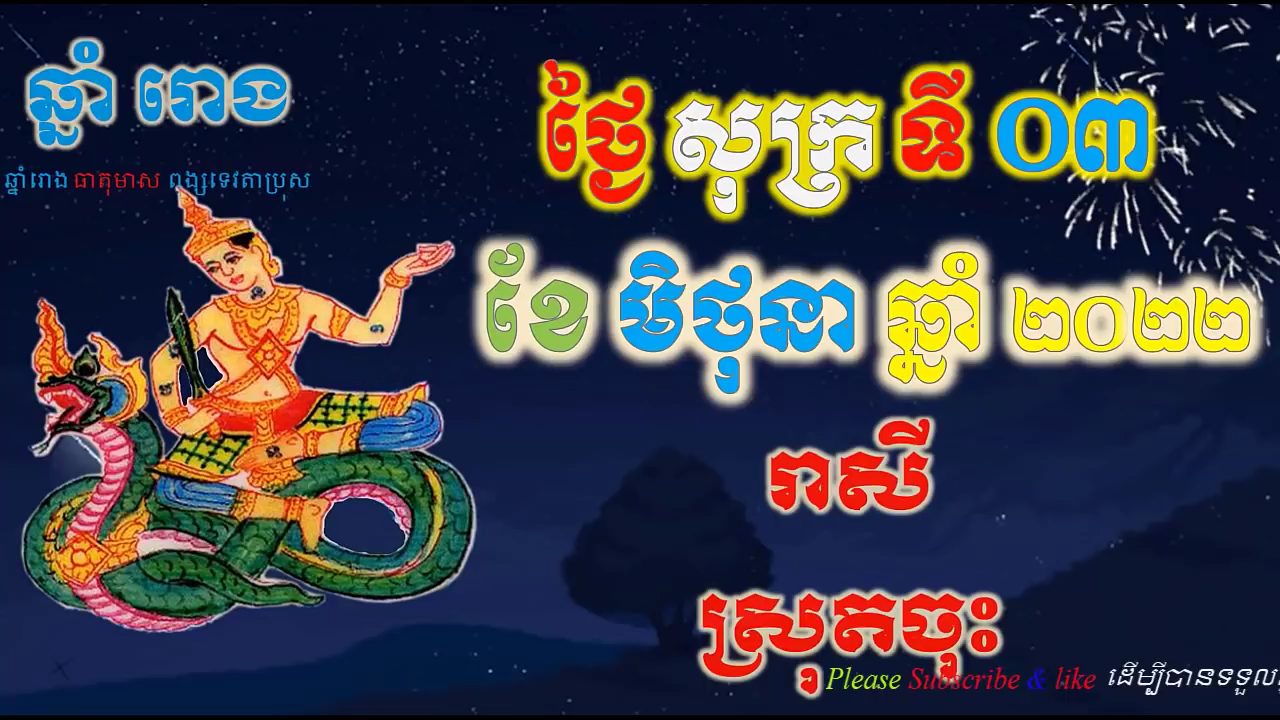 ឆ្នាំ រោង
ឆ្នាំរោង ធាតុមាស ពង្សទេវតាប្រុស
ថ្ងៃ សុក្រ ទី ០៣
ខែ មិថុនា ឆ្នាំ ២០២២
រាសី
ស្រុតចុះ
Please Subscribe & like ដើម្បីបានទទួល